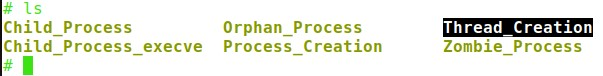 # ls
Child_Process Orphan_Process Thread_Creation
Child_Process_execve Process_Creation Zombie_Process
#